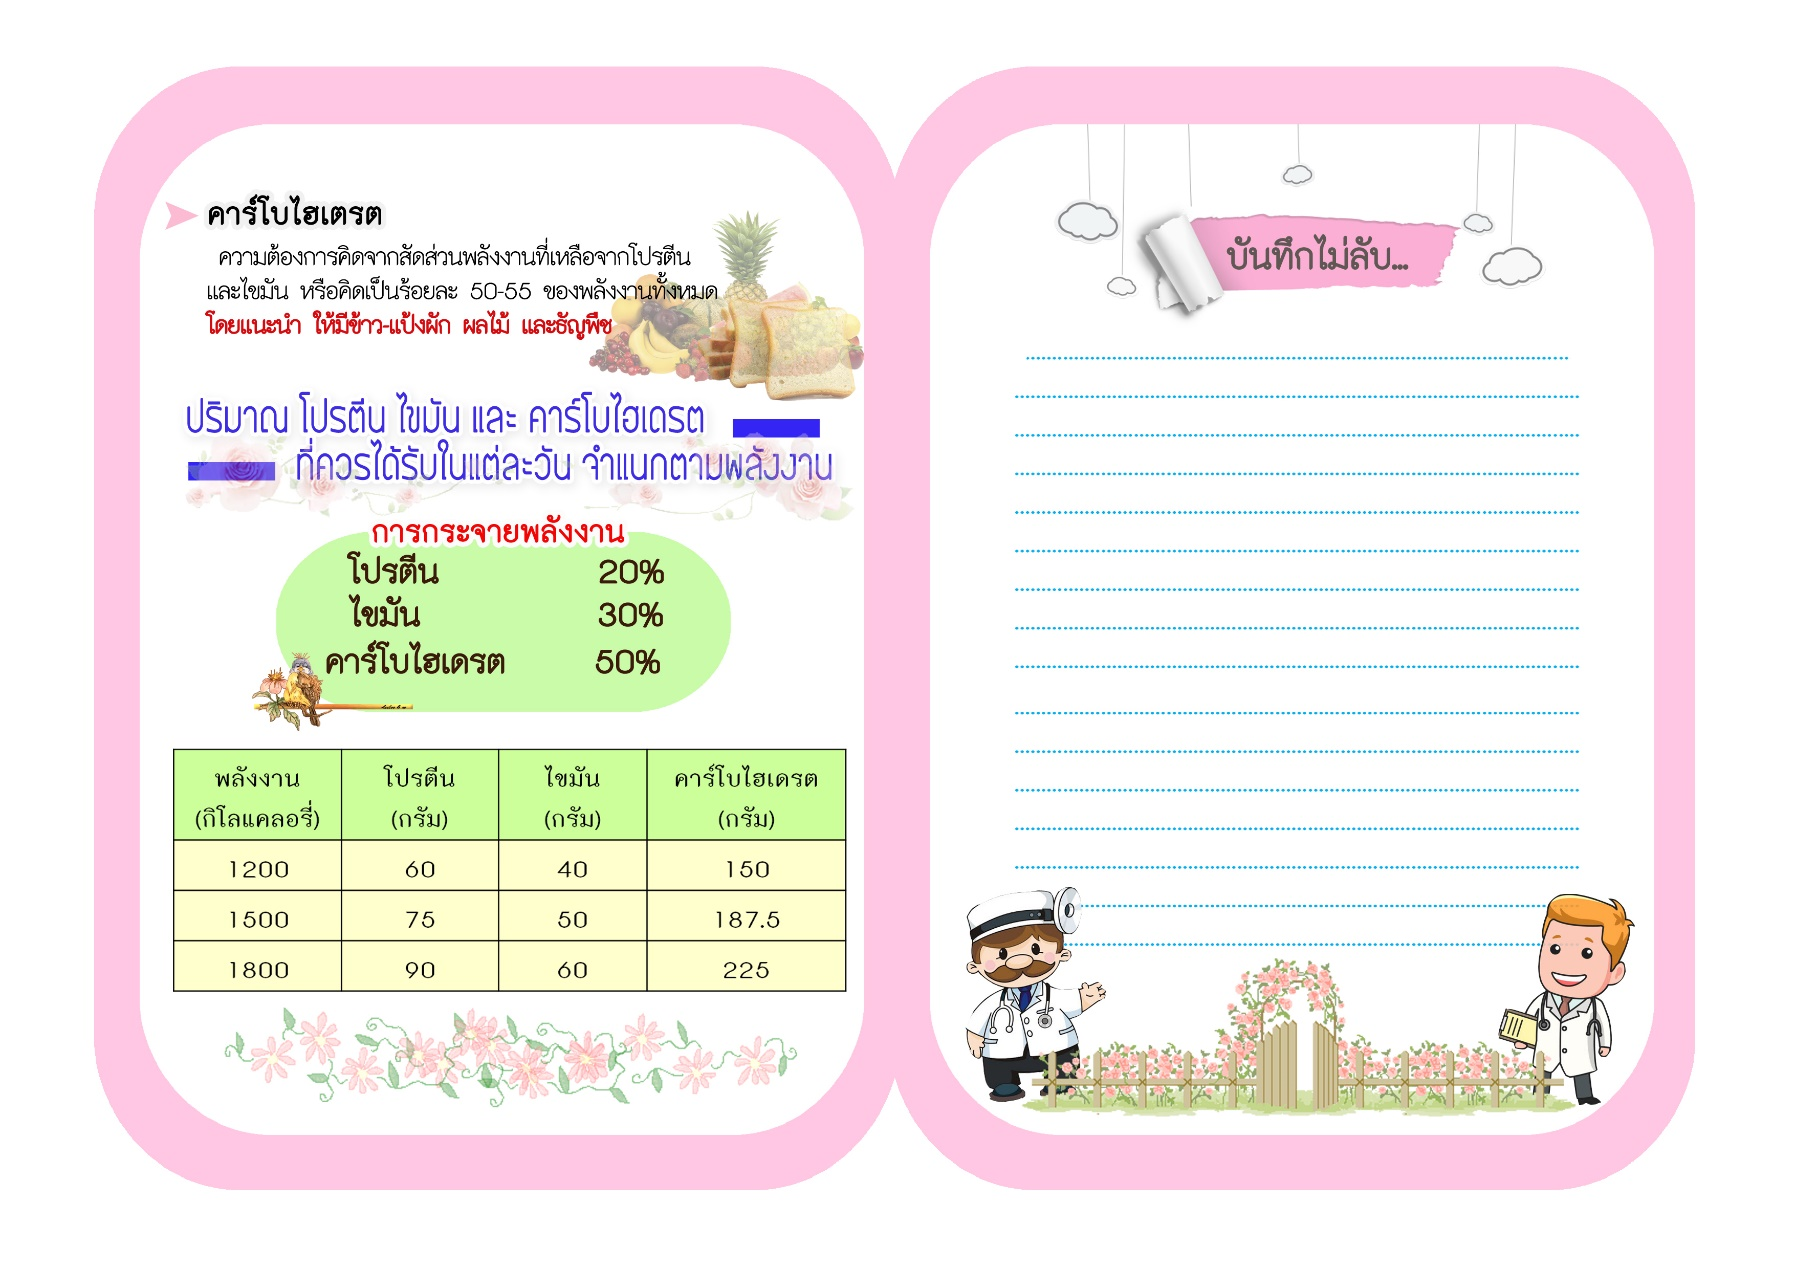 คาร์โบไฮเตรต
ความต้องการคิดจากสัดส่วนพลังงานที่เหลือจากโปรตีน
และไขมัน หรือคิดเป็นร้อยละ 50-55 ของพลังงานทั้งหมด
โดยแนะนำ ให้มีข้าว-แป้งผัก ผลไม้ และธัญพืช
ปริมาณ โปรตีน ไขมัน และ คาร์โบไฮเดรต
ที่ควรได้รับในแต่ละวัน จำแนกตามพลังงาน
การกระจายพลังงาน
โปรตีน 20%
ไขมัน 30%
คาร์โบไฮเดรต 50%
พลังงาน โปรตีน ไขมัน คาร์โบไฮเดรต
(กิโลแคลอรี่) (กรัม) (กรัม) (กรัม)
1200 60 40 150
1500 75 50 187.5
1800 90 60 225
บันทึกไม่ลับ...